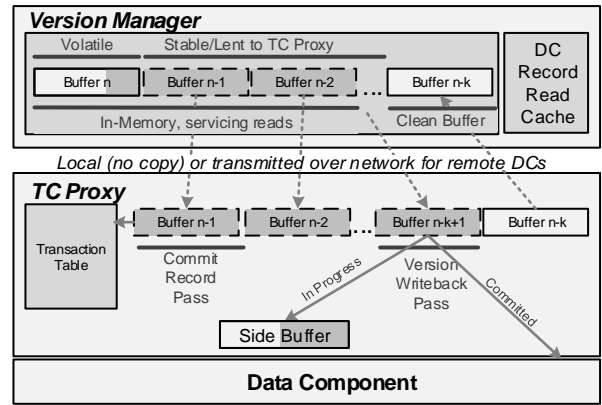 Version Manager
Volatile
Stable/Lent to TC Proxy
Buffer n
Buffer n-1
Buffer n-2
...
Buffer n-k
In-Memory, servicing reads
Clean Buffer
DC
Record
Read
Cache
Local (no copy) or transmitted over network for remote DCs
TC Proxy
Transaction
Table
Buffer n-1
Buffer n-2
...
Buffer n-k+1
Buffer n-k
Commit
Record
Pass
Version
Writeback
Pass
In Progress
Committed
Side Buffer
Data Component